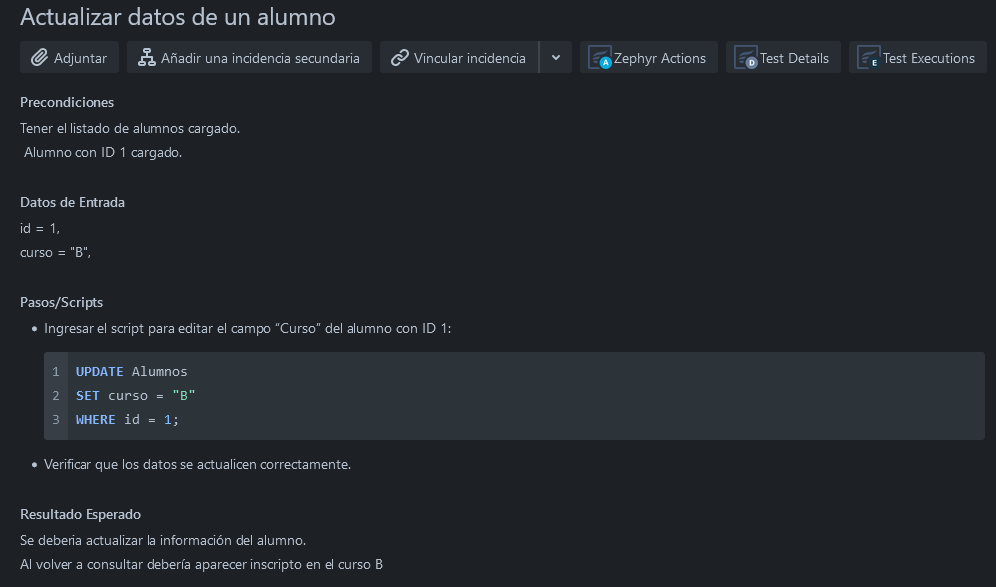 Actualizar datos de un alumno
Adjuntar
Añadir una incidencia secundaria
Vincular incidencia
A Zephyr Actions
D Test Details
E Test Executions
Precondiciones
Tener el listado de alumnos cargado.
Alumno con ID 1 cargado.
Datos de Entrada
id = 1,
curso = "B",
Pasos/Scripts
• Ingresar el script para editar el campo “Curso” del alumno con ID 1:
1 UPDATE Alumnos
2 SET curso = "B"
3 WHERE id = 1;
• Verificar que los datos se actualicen correctamente.
Resultado Esperado
Se deberia actualizar la información del alumno.
Al volver a consultar debería aparecer inscripto en el curso B